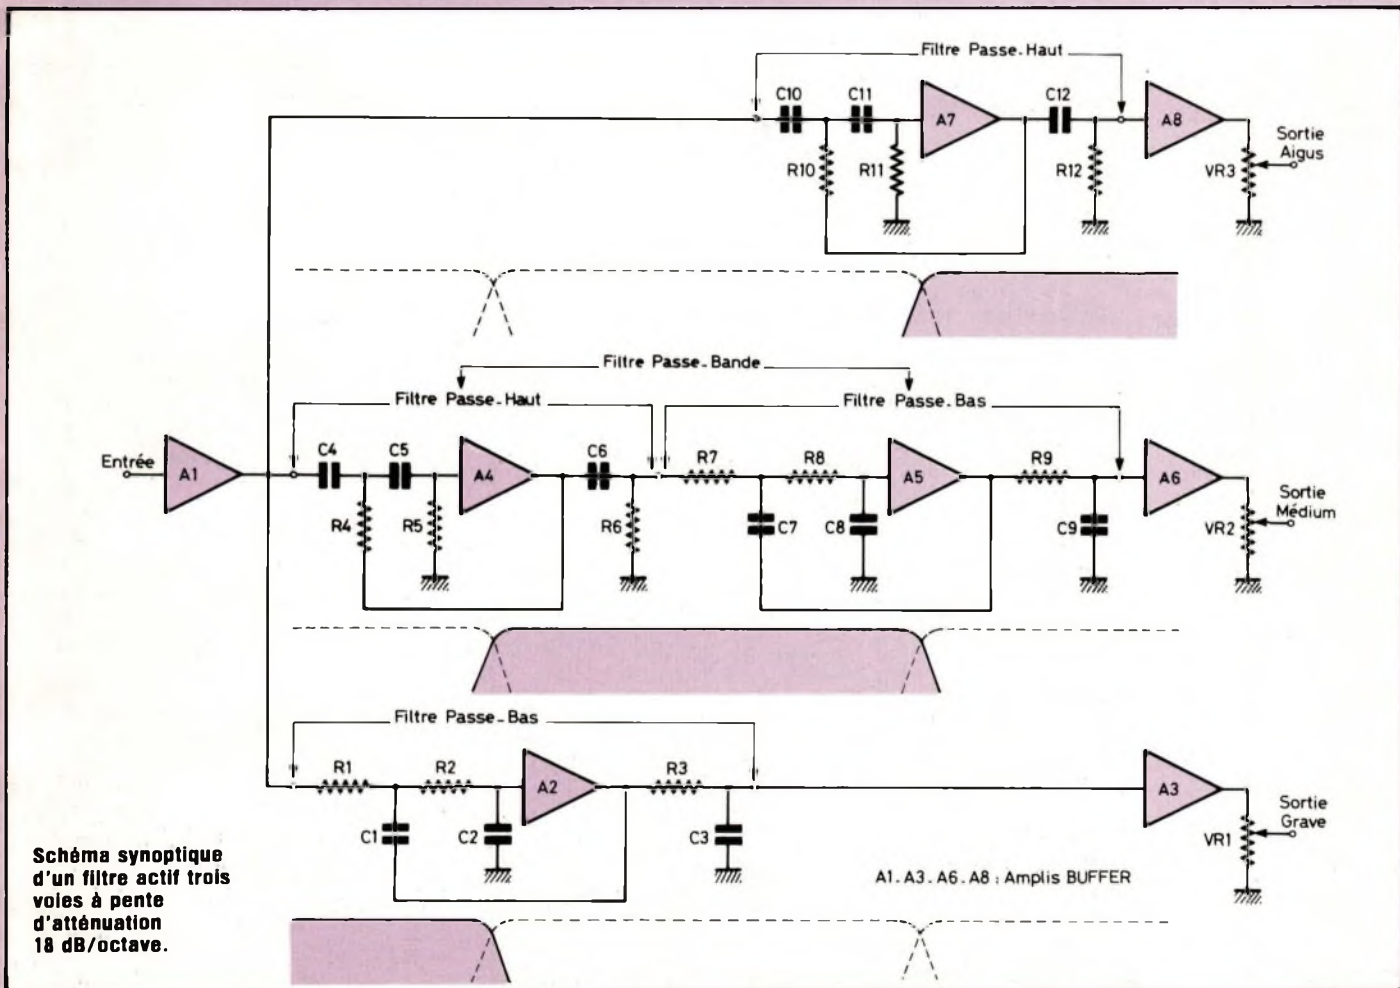 Filtre Passe-Haut
C10
C11
A7
C12
A8
R10
R11
R12
VR3
Sortie
Aigus
Filtre Passe-Bande
Filtre Passe-Haut
Filtre Passe-Bas
Entrée
A1
C4
C5
A4
C6
R7
R8
A5
R9
A6
R4
R5
R6
C7
C8
C9
VR2
Sortie
Médium
Filtre Passe-Bas
R1
R2
A2
R3
A3
C1
C2
C3
VR1
Sortie
Grave
A1.A3.A6.A8 : Amplis BUFFER
Schéma synoptique
d'un filtre actif trois
voies à pente
d'atténuation
18 dB/octave.